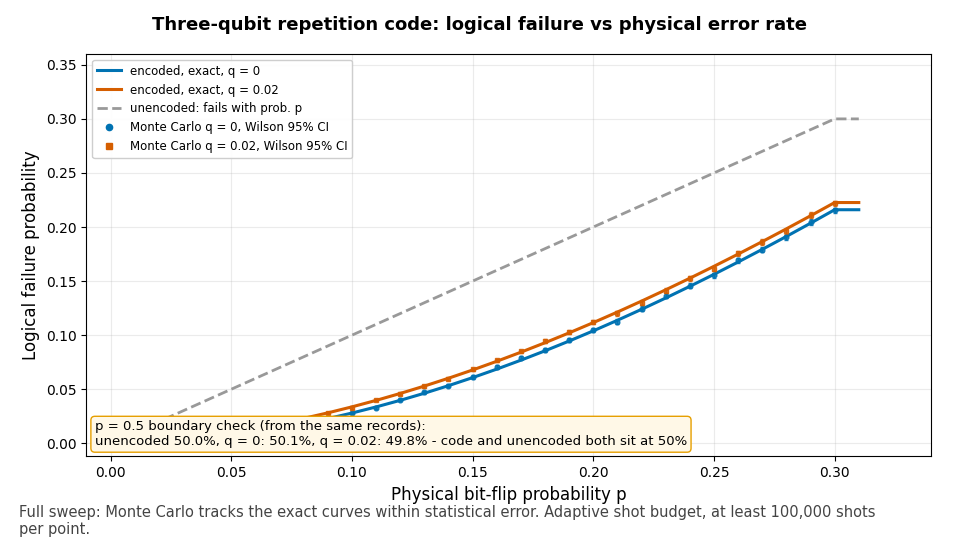 Three-qubit repetition code: logical failure vs physical error rate
0.35
0.30
0.25
0.20
0.15
0.10
0.05
0.00
Logical failure probability
encoded, exact, q = 0
encoded, exact, q = 0.02
unencoded: fails with prob. p
Monte Carlo q = 0, Wilson 95% CI
Monte Carlo q = 0.02, Wilson 95% CI
p = 0.5 boundary check (from the same records):
unencoded 50.0%, q = 0: 50.1%, q = 0.02: 49.8% - code and unencoded both sit at 50%
0.00 0.05 0.10 0.15 0.20 0.25 0.30
Physical bit-flip probability p
Full sweep: Monte Carlo tracks the exact curves within statistical error. Adaptive shot budget, at least 100,000 shots
per point.